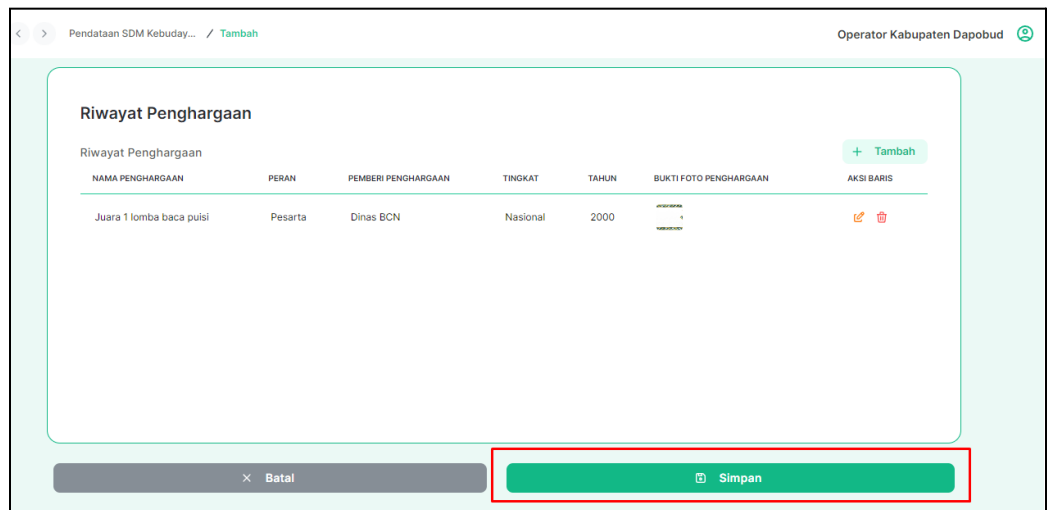 Pendataan SDM Kebuday... / Tambah
Operator Kabupaten Dapobud
Riwayat Penghargaan
Riwayat Penghargaan
+ Tambah
NAMA PENGHARGAAN PERAN PEMBERI PENGHARGAAN TINGKAT TAHUN BUKTI FOTO PENGHARGAAN AKSI BARIS
Juara 1 lomba baca puisi Pesarta Dinas BCN Nasional 2000
Batal
Simpan